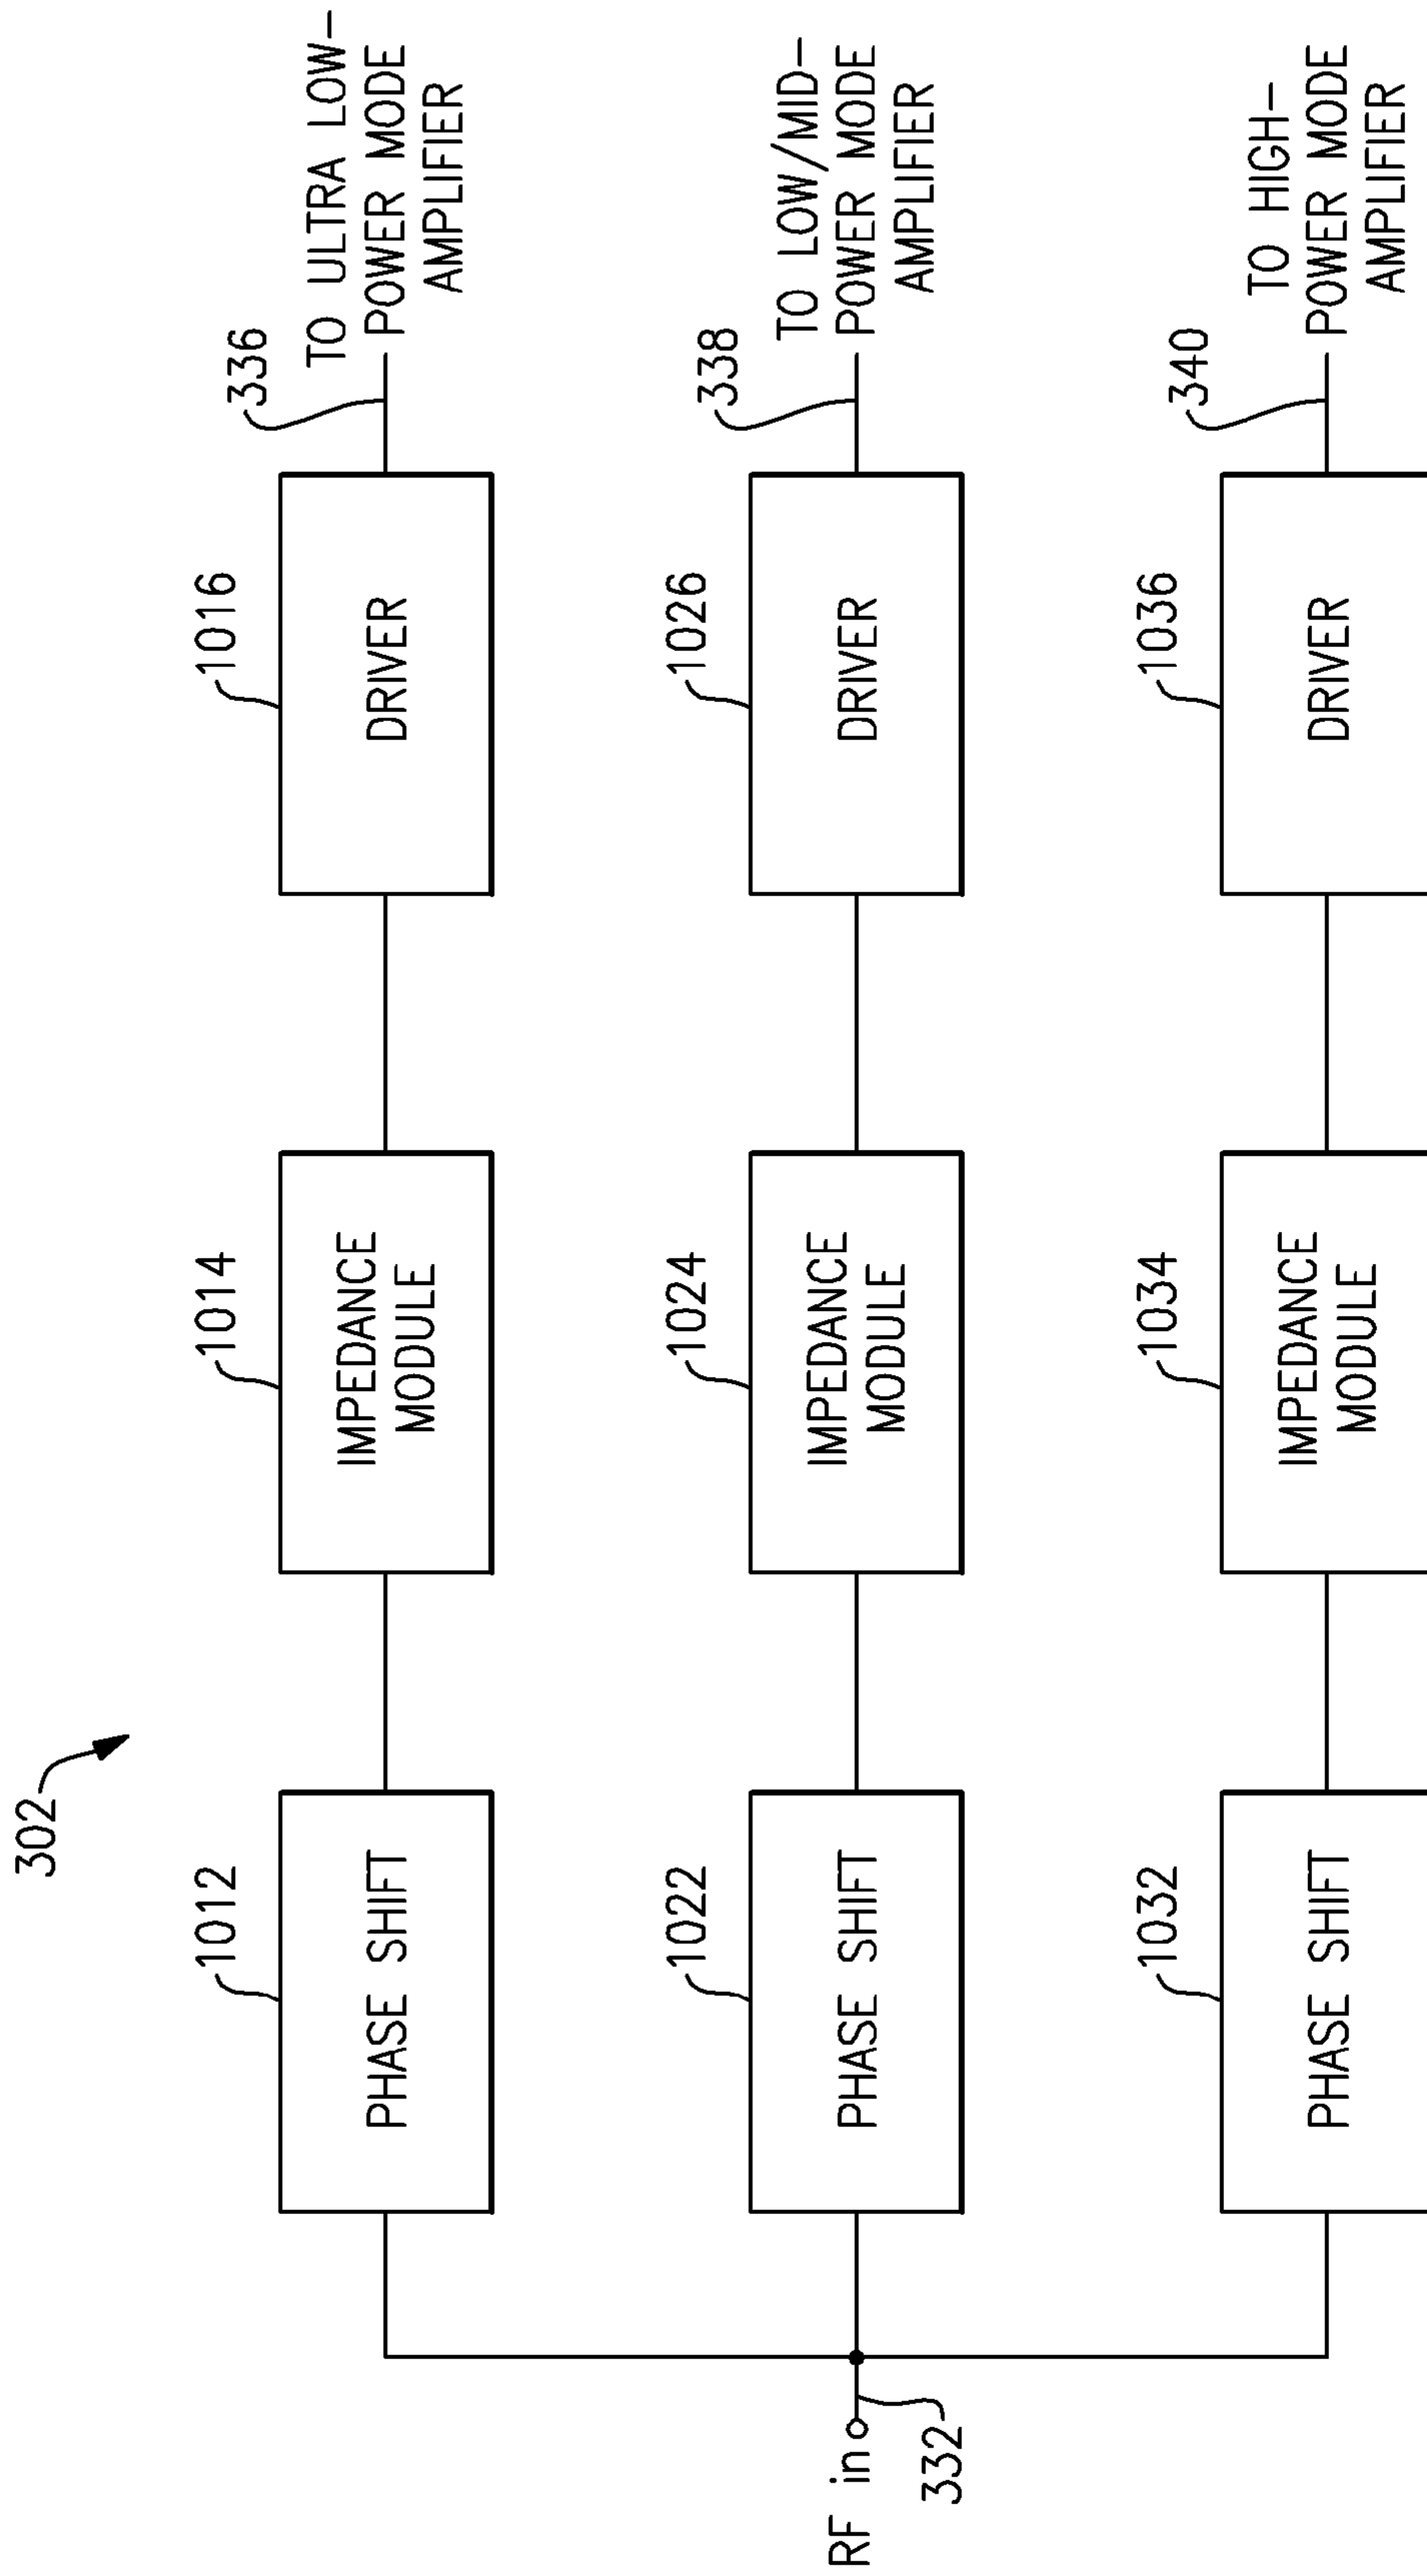 302
1012
PHASE SHIFT
1014
IMPEDANCE
MODULE
1016
DRIVER
336
TO ULTRA LOW-
POWER MODE
AMPLIFIER
RF in
332
1022
PHASE SHIFT
1024
IMPEDANCE
MODULE
1026
DRIVER
338
TO LOW/MID-
POWER MODE
AMPLIFIER
1032
PHASE SHIFT
1034
IMPEDANCE
MODULE
1036
DRIVER
340
TO HIGH-
POWER MODE
AMPLIFIER